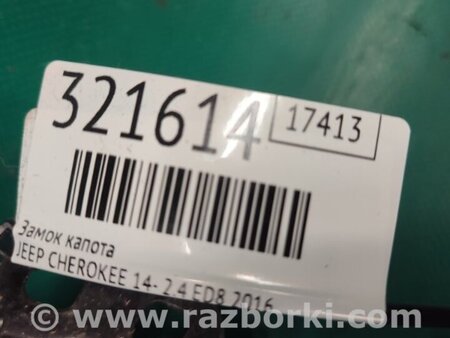 321614
17413
Замок капота
JEEP CHEROKEE 14- 2.4 ED8 2016
www.razborki.com